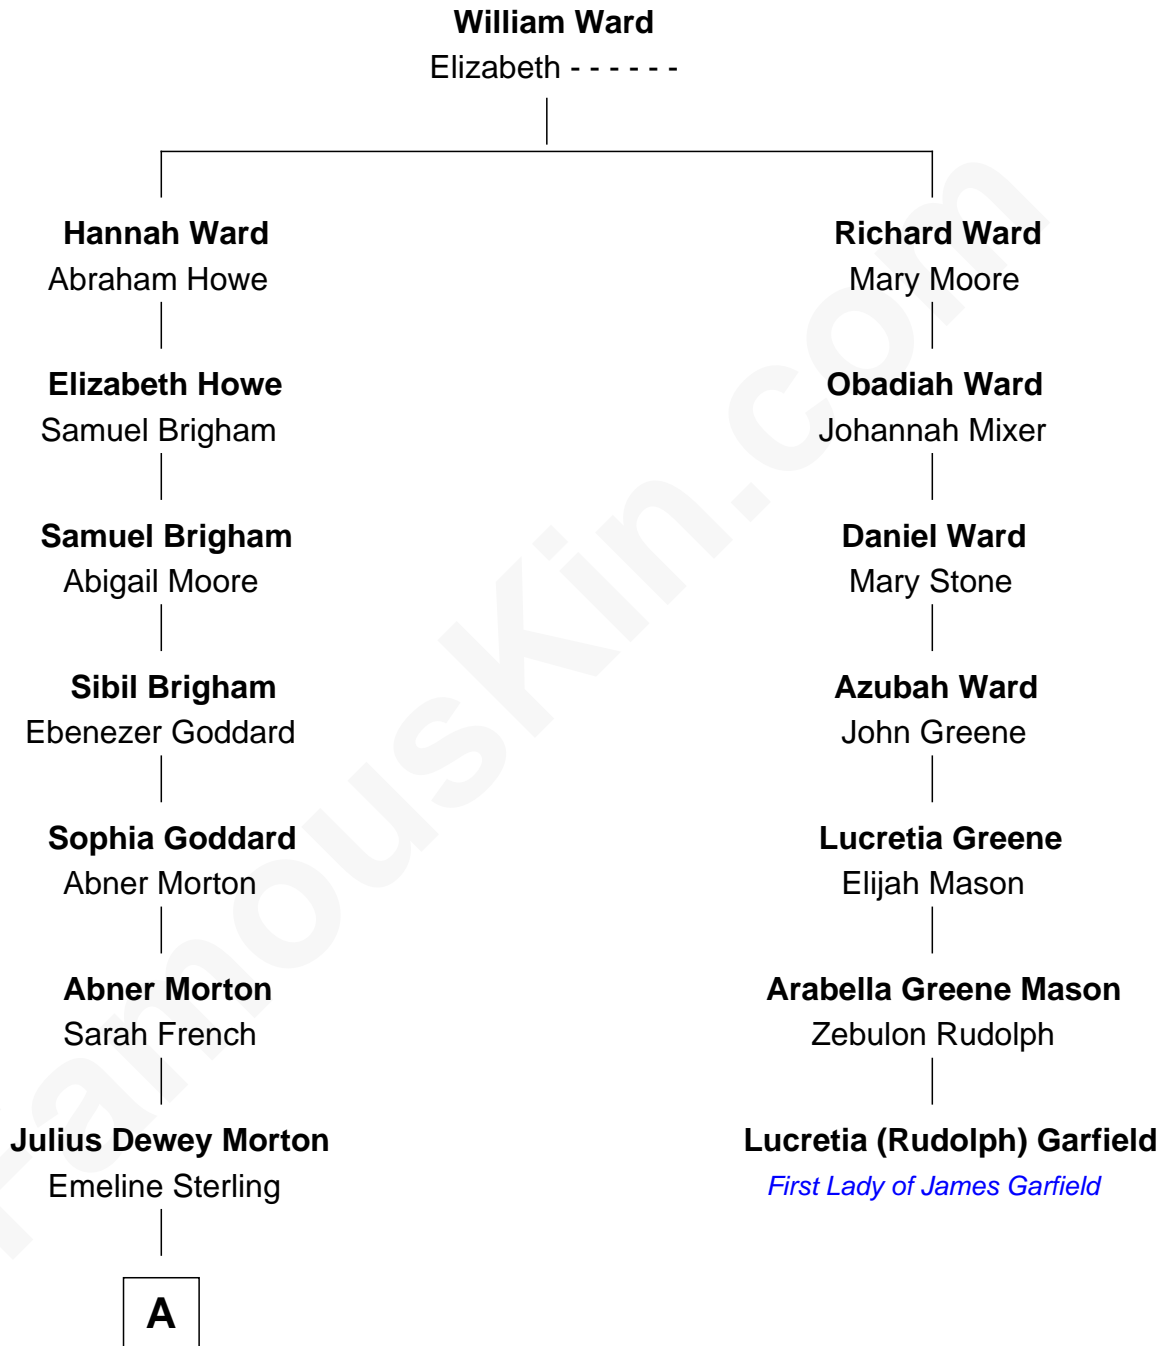 William Ward
Elizabeth - - - - - -
Hannah Ward
Richard Ward
Abraham Howe
Mary Moore
Elizabeth Howe
Obadiah Ward
Samuel Brigham
Johannah Mixer
Samuel Brigham
Daniel Ward
Abigail Moore
Mary Stone
Sibil Brigham
Azubah Ward
Ebenezer Goddard
John Greene
Sophia Goddard
Lucretia Greene
Abner Morton
Elijah Mason
Abner Morton
Arabella Greene Mason
Sarah French
Zebulon Rudolph
Julius Dewey Morton
Lucretia (Rudolph) Garfield
Emeline Sterling
First Lady of James Garfield
A
FamousKin.com